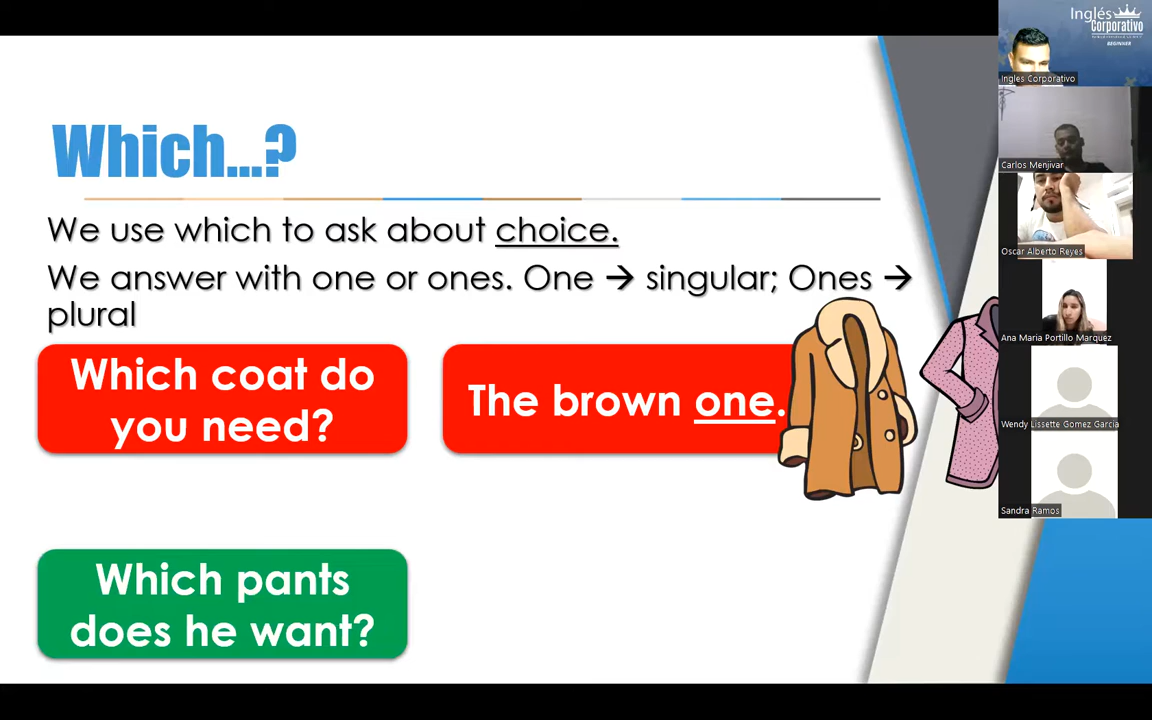 Which...?
We use which to ask about choice.
We answer with one or ones. One → singular; Ones →
plural
Which coat do
you need?
The brown one.
Which pants
does he want?
Inglés
Corporativo
BEGINNER
Ingles Corporativo
Carlos Menjivar
Oscar Alberto Reyes
Ana Maria Portillo Marquez
Wendy Lissette Gomez Garcia
Sandra Ramos